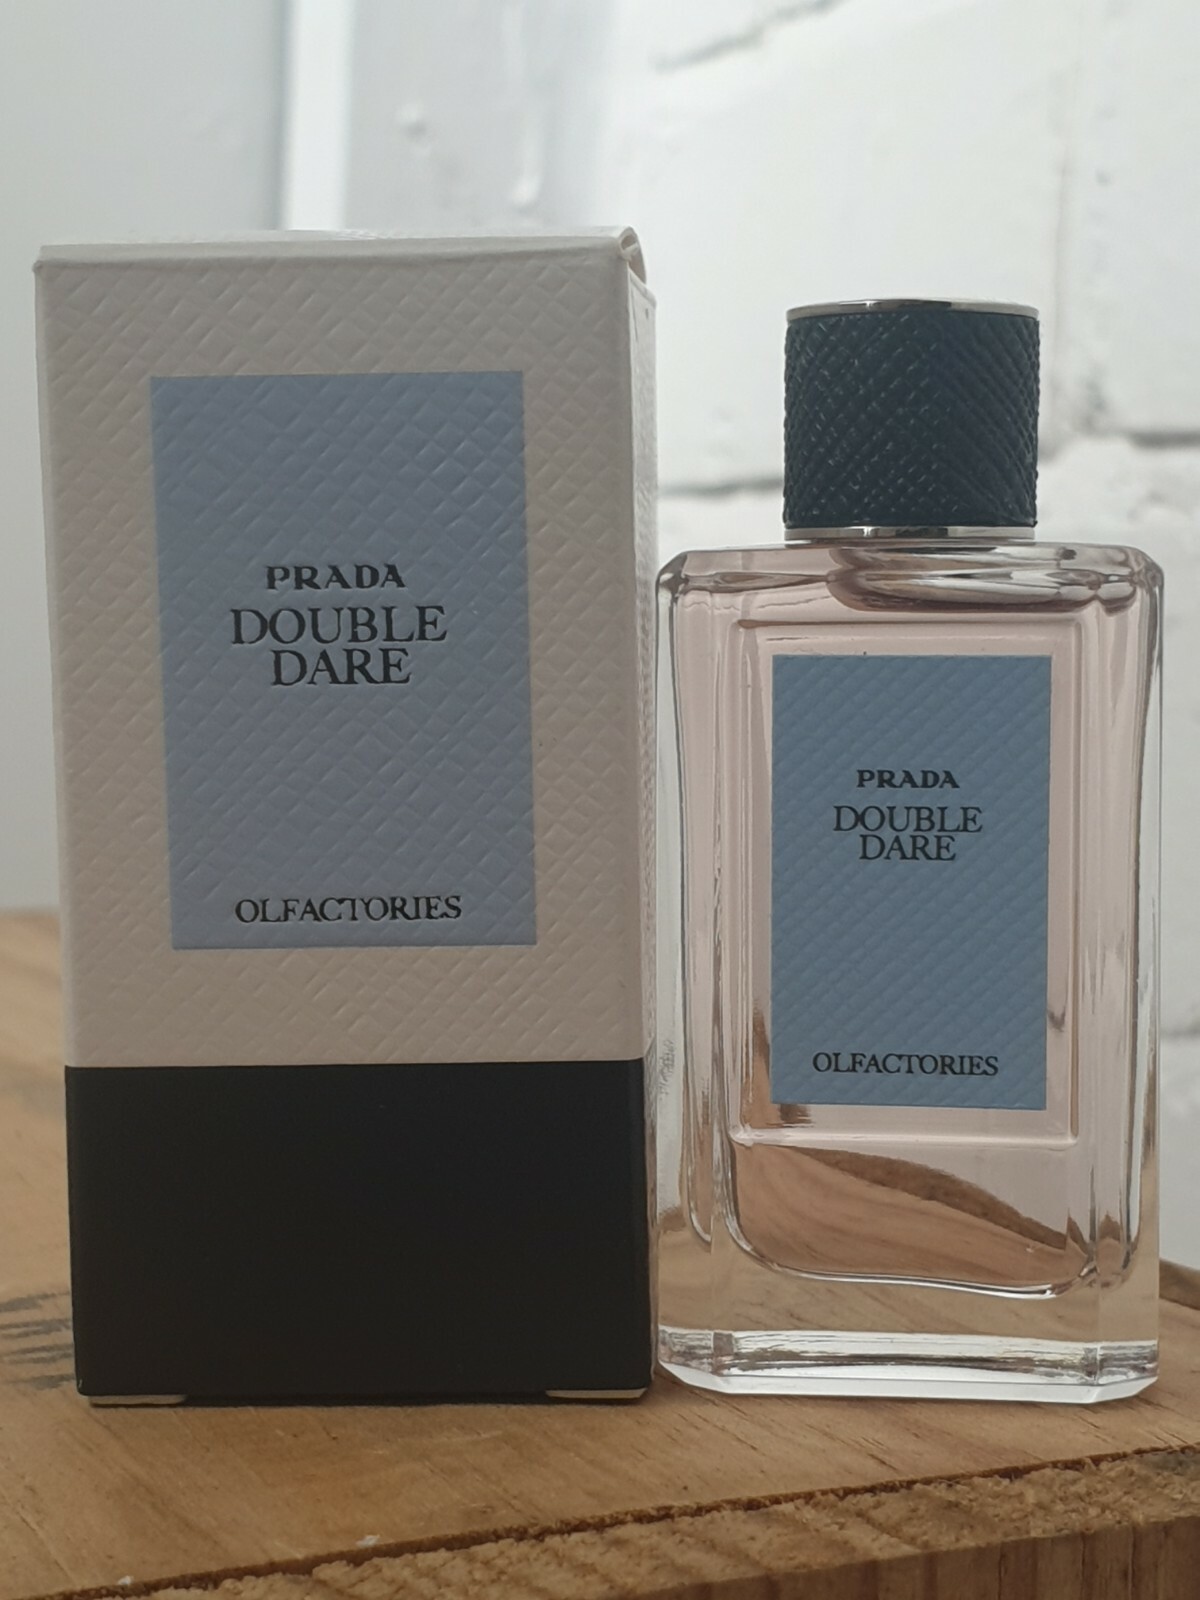 PRADA
DOUBLE
DARE
OLFACTORIES
PRADA
DOUBLE
DARE
OLFACTORIES